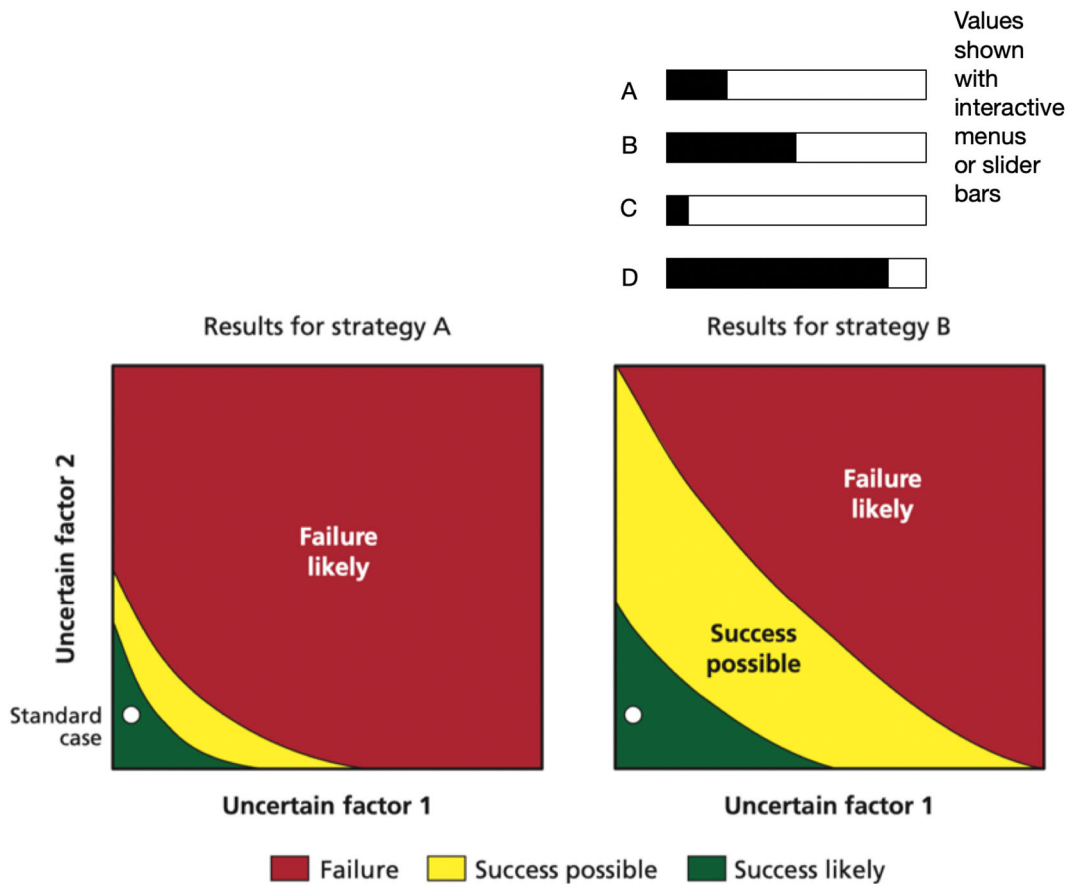 Values
shown
with
interactive
menus
or slider
bars
A
B
C
D
Results for strategy A
Results for strategy B
Uncertain factor 2
Failure
likely
Failure
likely
Success
possible
Standard
case
Uncertain factor 1
Uncertain factor 1
Failure
Success possible
Success likely